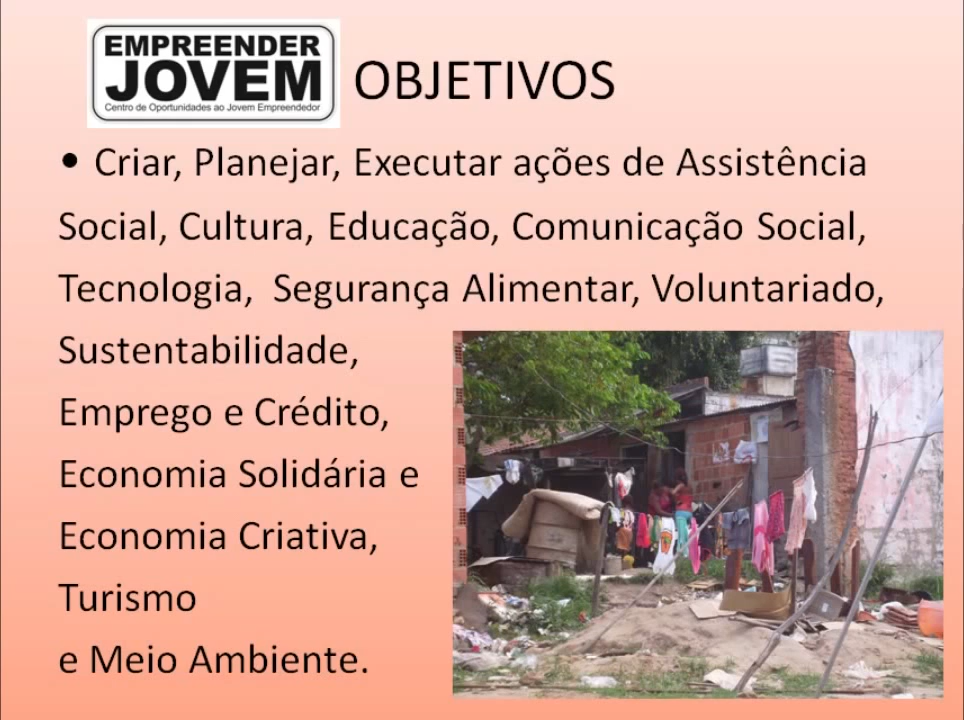 EMPREENDER
JOVEM
Centro de Oportunidades ao Jovem Empreendedor
OBJETIVOS
• Criar, Planejar, Executar ações de Assistência
Social, Cultura, Educação, Comunicação Social,
Tecnologia, Segurança Alimentar, Voluntariado,
Sustentabilidade,
Emprego e Crédito,
Economia Solidária e
Economia Criativa,
Turismo
e Meio Ambiente.